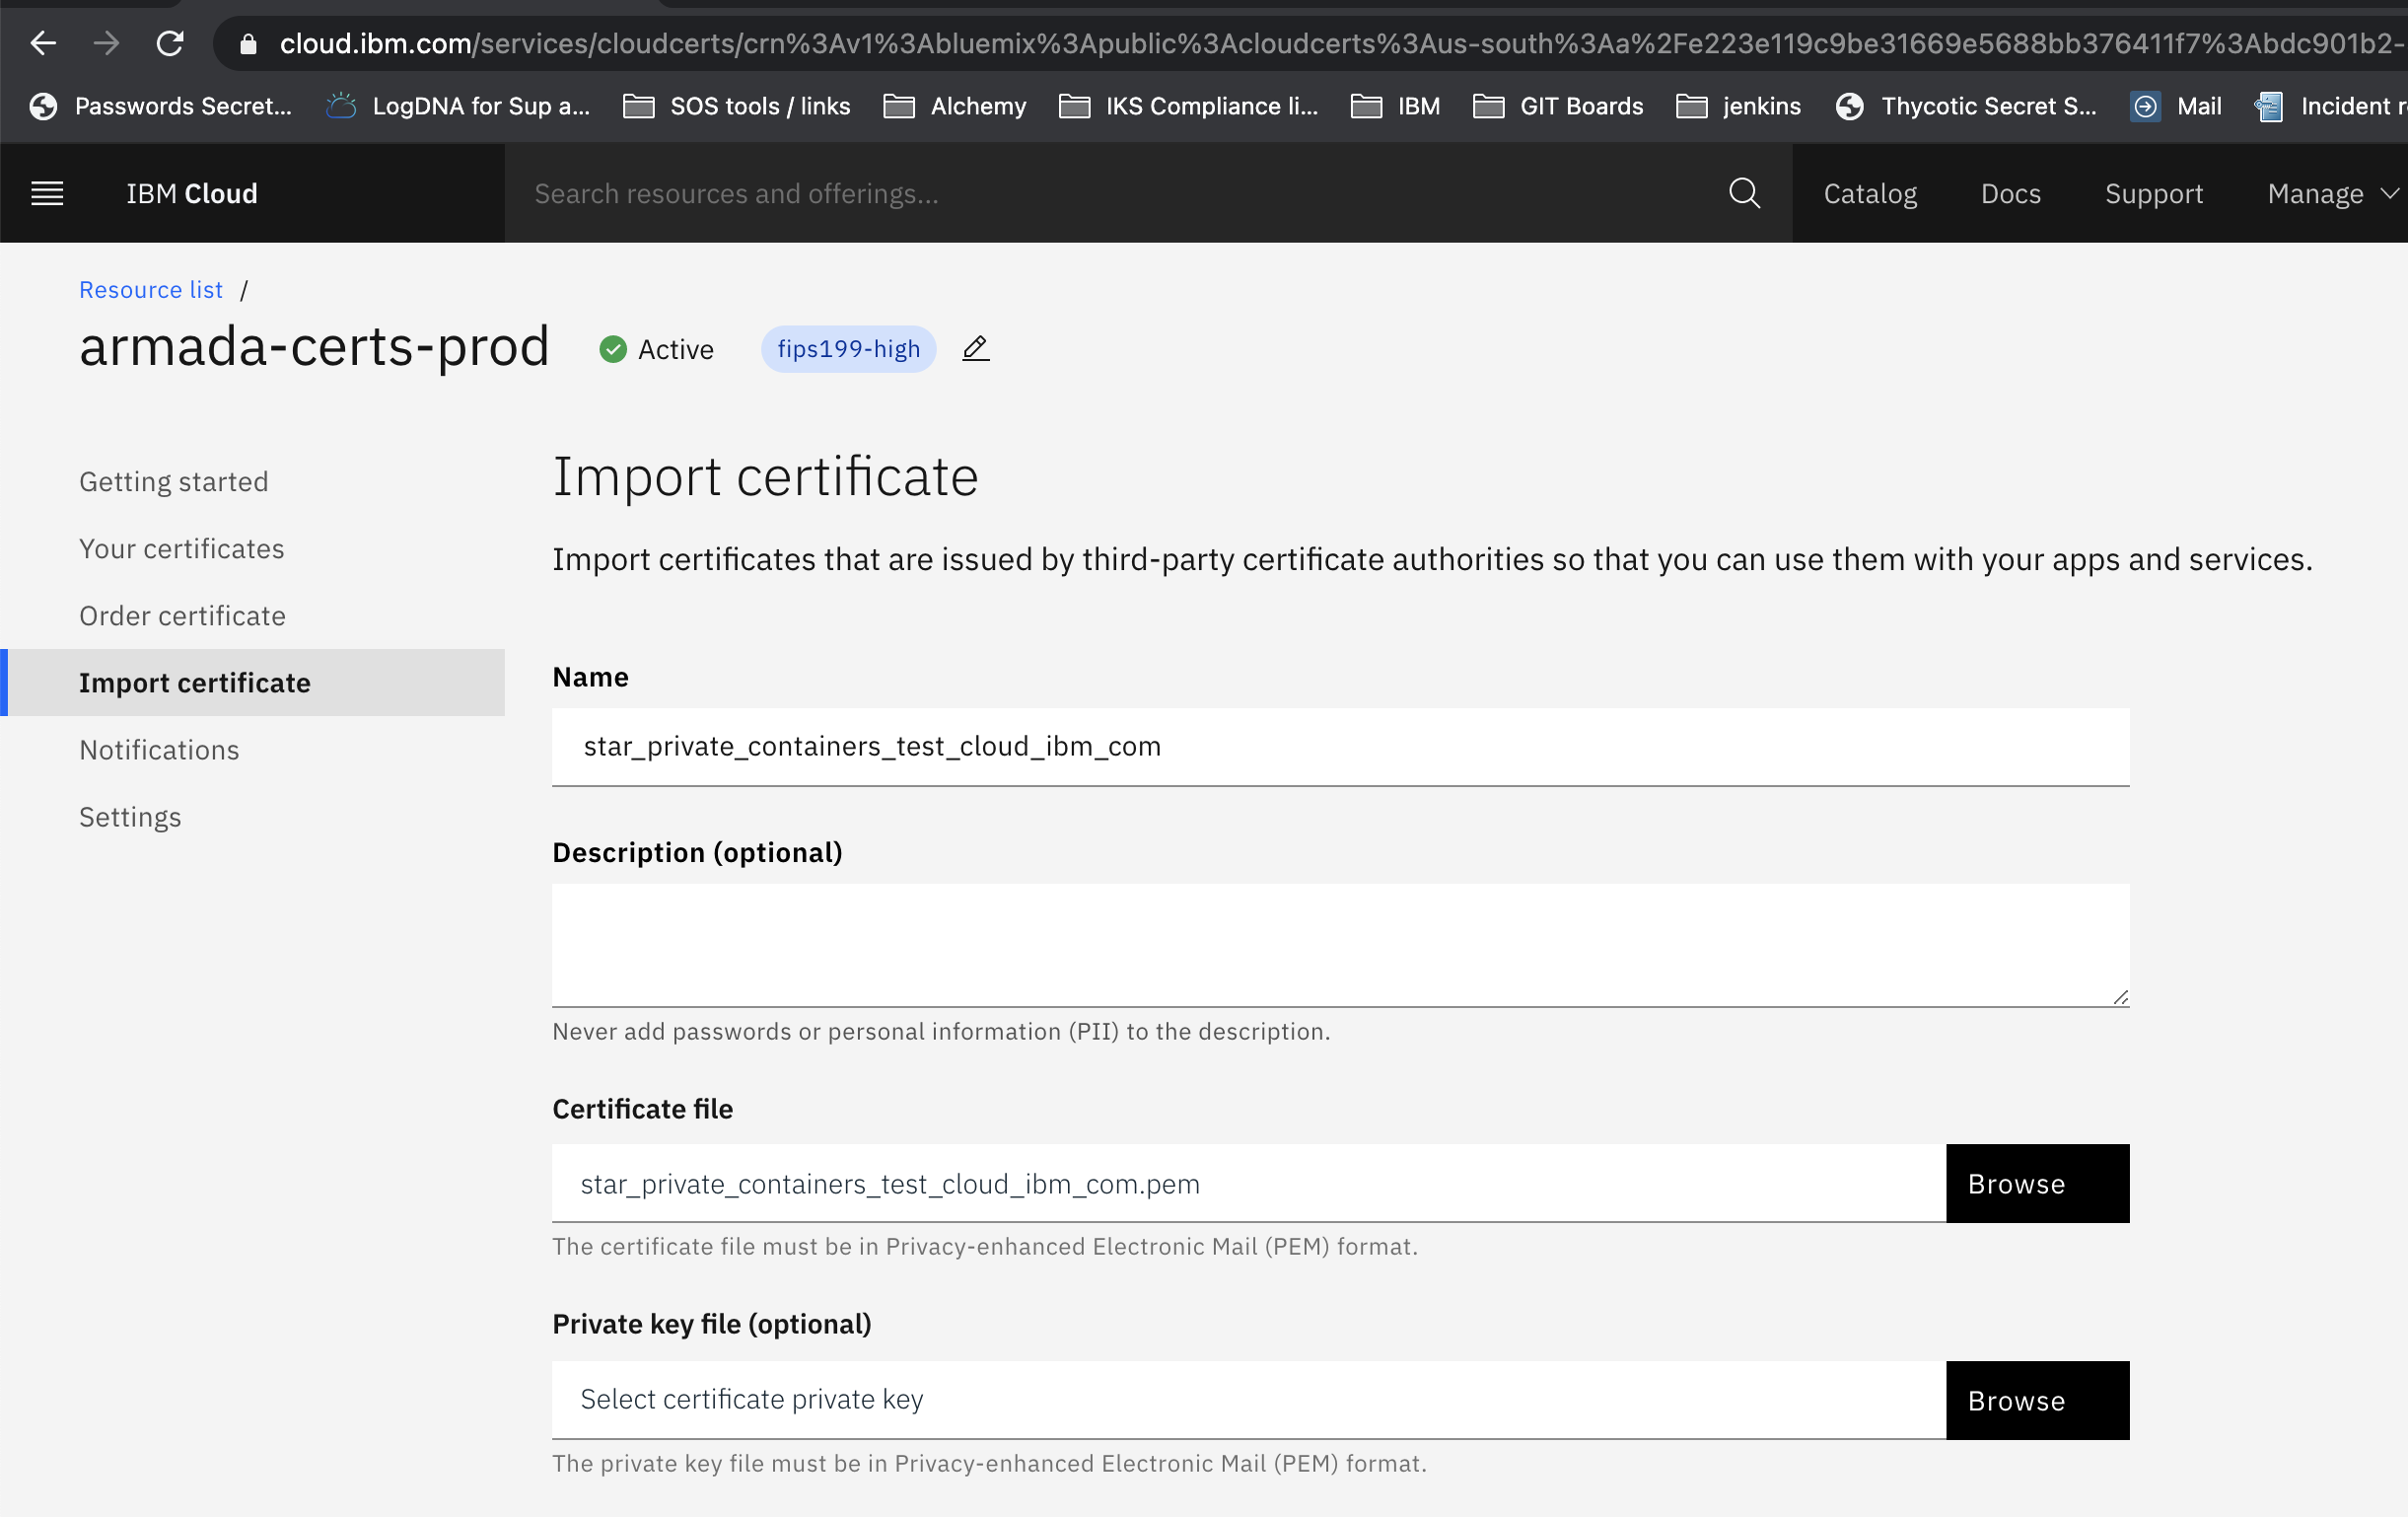 cloud.ibm.com/services/cloudcerts/crn%3Av1%3Abluemix%3Apublic%3Acloudcerts%3Aus-south%3Aa%2Fe223e119c9be31669e5688bb376411f7%3Abdc901b2-
Passwords Secret... LogDNA for Sup a... SOS tools / links Alchemy IKS Compliance li... IBM GIT Boards jenkins Thycotic Secret S... Mail Incident r
IBM Cloud Search resources and offerings... Catalog Docs Support Manage
Resource list /
armada-certs-prod Active fips199-high
Getting started
Your certificates
Order certificate
Import certificate
Notifications
Settings
Import certificate
Import certificates that are issued by third-party certificate authorities so that you can use them with your apps and services.
Name
star_private_containers_test_cloud_ibm_com
Description (optional)
Never add passwords or personal information (PII) to the description.
Certificate file
star_private_containers_test_cloud_ibm_com.pem Browse
The certificate file must be in Privacy-enhanced Electronic Mail (PEM) format.
Private key file (optional)
Select certificate private key Browse
The private key file must be in Privacy-enhanced Electronic Mail (PEM) format.